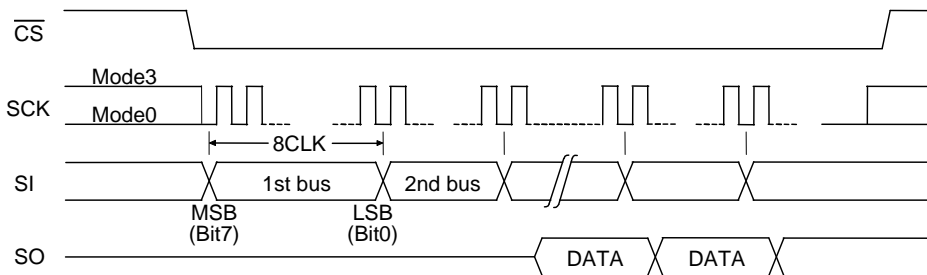 CS
Mode3
SCK
Mode0
8CLK
SI
1st bus
2nd bus
MSB
(Bit7)
LSB
(Bit0)
SO
DATA
DATA